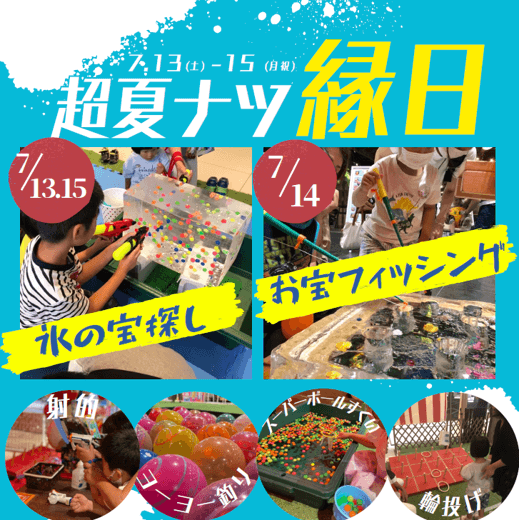 7.13(土)-15(月祝)
超夏ナツ縁日
7/13.15
7/14
氷の宝探し
お宝フィッシング
射的
ヨーヨー釣り
スーパーボールすくい
輪投げ